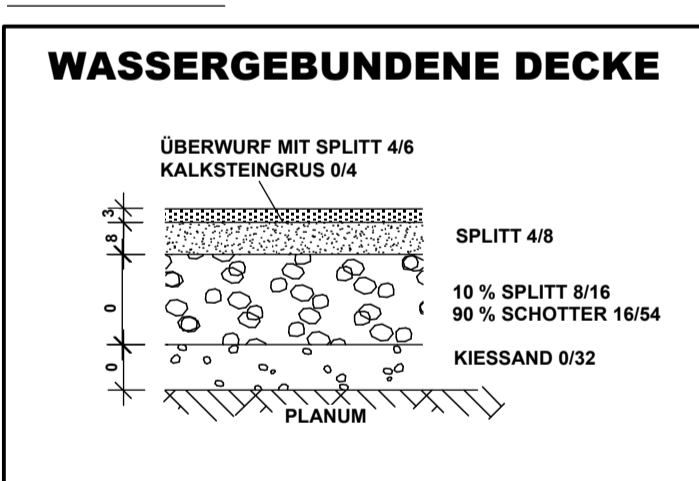 WASSERGEBUNDENE DECKE
ÜBERWURF MIT SPLITT 4/6
KALKSTEINGRUS 0/4
3
8
SPLITT 4/8
0
10 % SPLITT 8/16
90 % SCHOTTER 16/54
0
KIESSAND 0/32
PLANUM